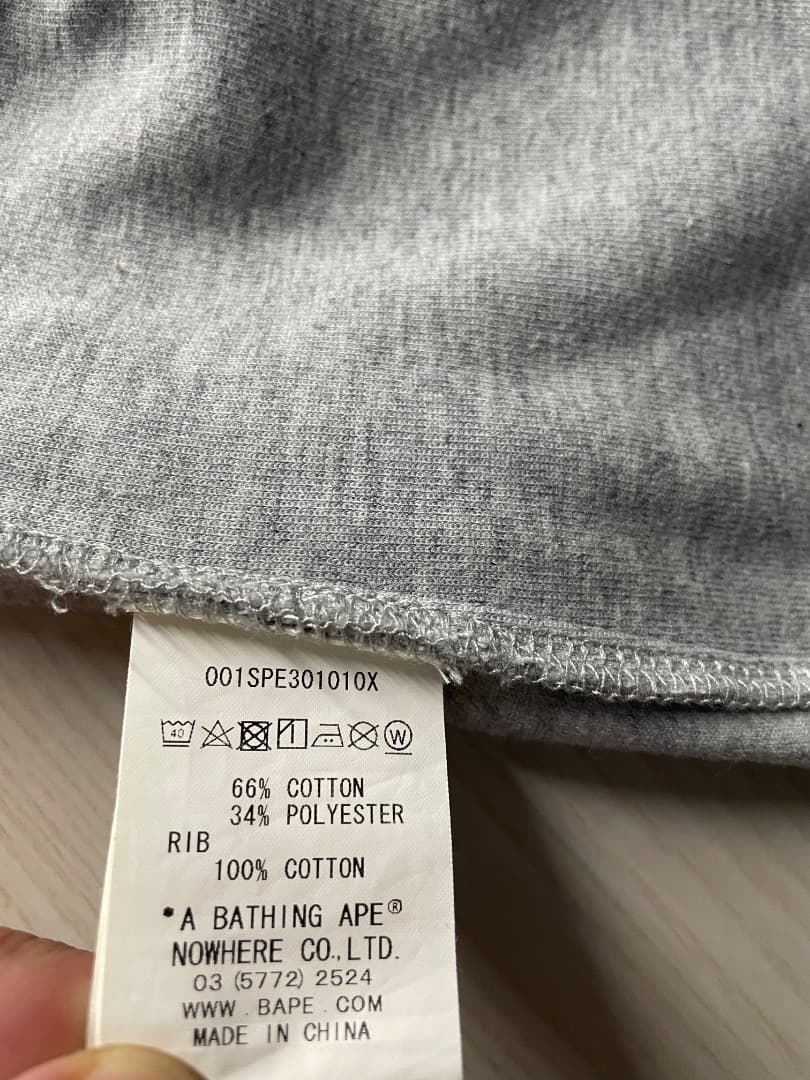 001SPE301010X
40 W
66% COTTON
34% POLYESTER
RIB
100% COTTON
*A BATHING APE®
NOWHERE CO.,LTD.
03 (5772) 2524
WWW . BAPE . COM
MADE IN CHINA